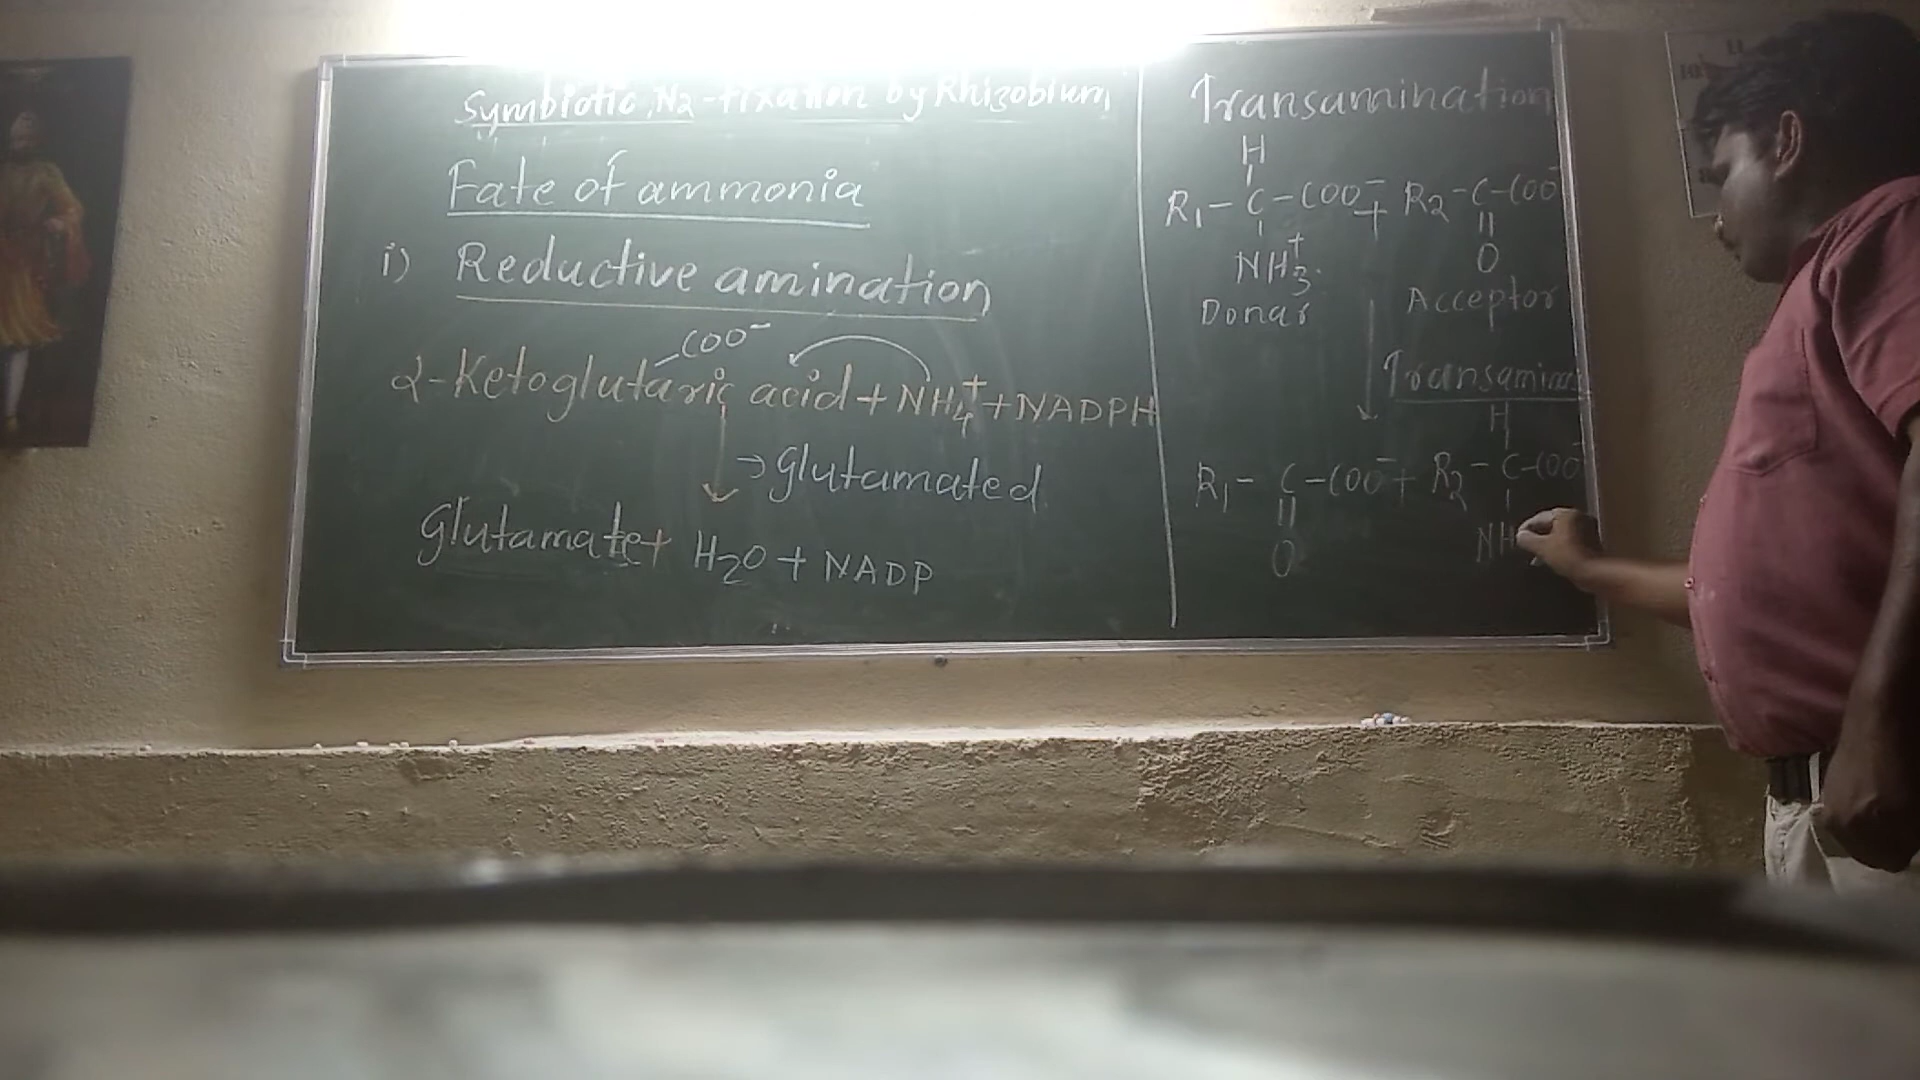 Symbiotic N2-fixation by Rhizobium
Fate of ammonia
i) Reductive amination
COO-
α-Ketoglutaric acid + NH4+ + NADPH
→ glutamated
glutamate + H2O + NADP
Transamination
H
R1 - C - COO- + R2 - C - COO-
NH3+ O
Donar Acceptor
H
R1 - C - COO- + R2 - C - COO-
O NH